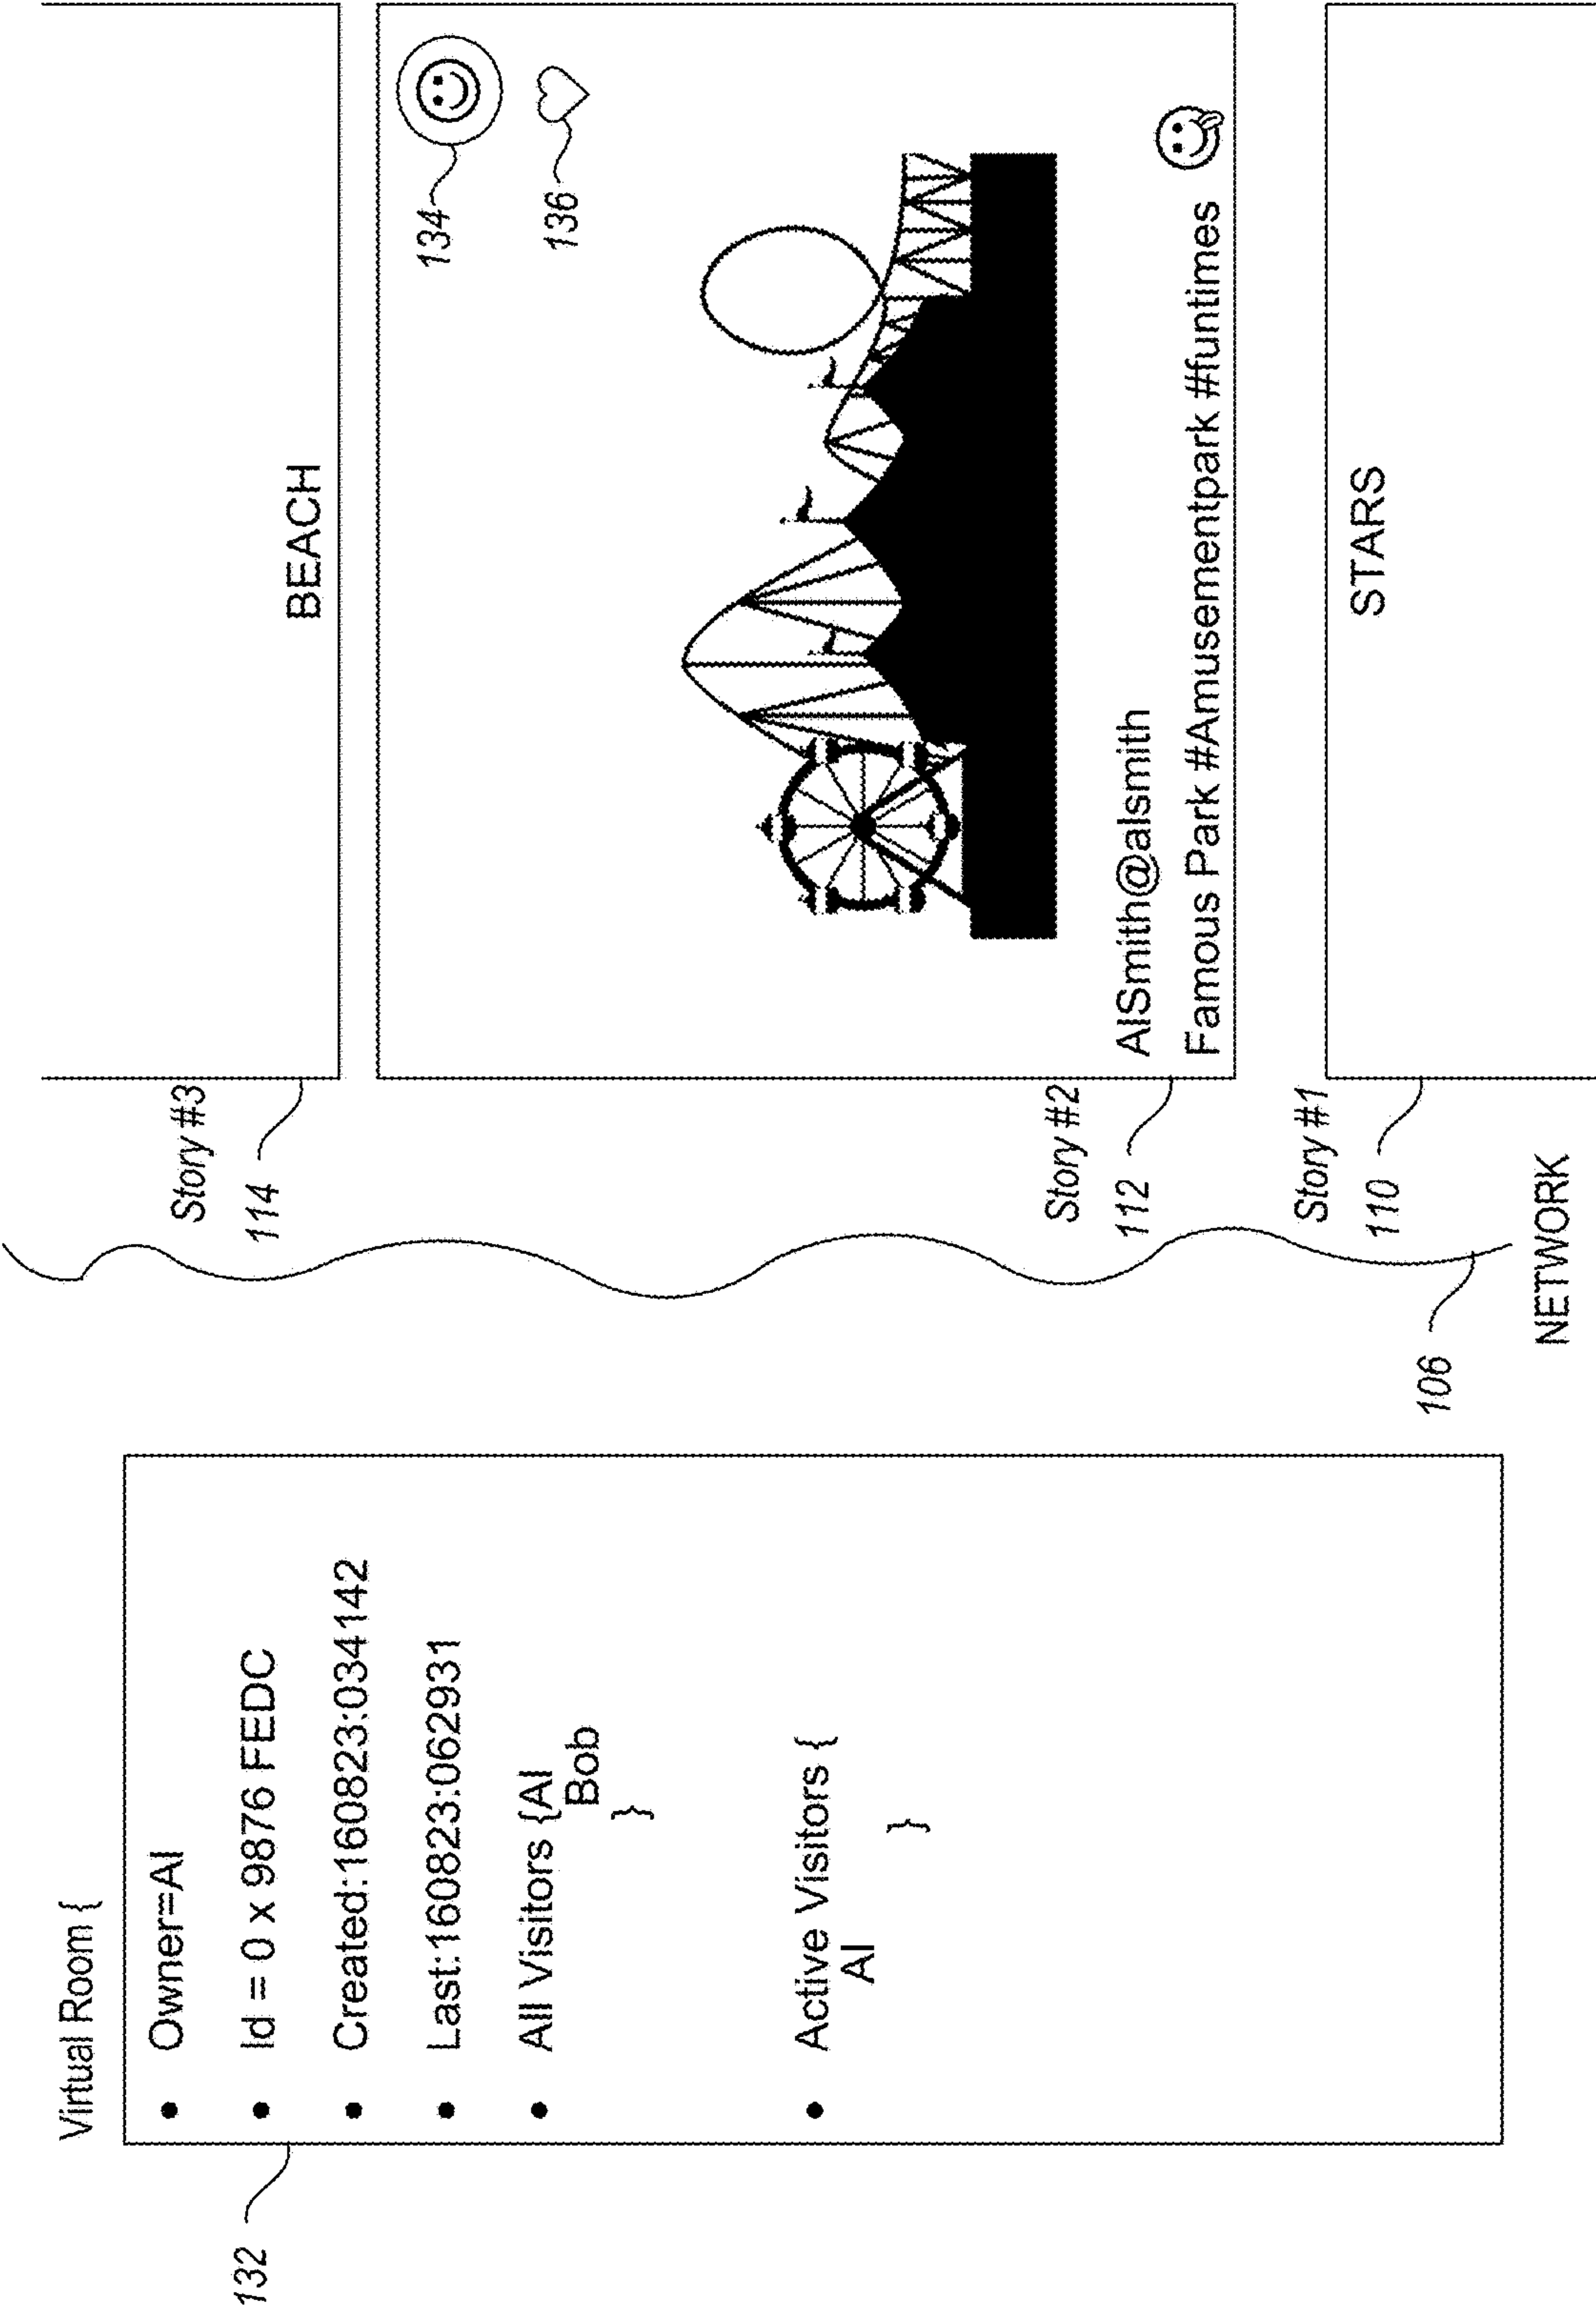 Virtual Room {
132
• Owner=Al
• Id = 0 x 9876 FEDC
• Created:160823:034142
• Last:160823:062931
• All Visitors {Al
Bob
}
• Active Visitors {
Al
}
106
NETWORK
Story #3
114
BEACH
134
136
Story #2
112
AlSmith@alsmith
Famous Park #Amusementpark #funtimes
Story #1
110
STARS